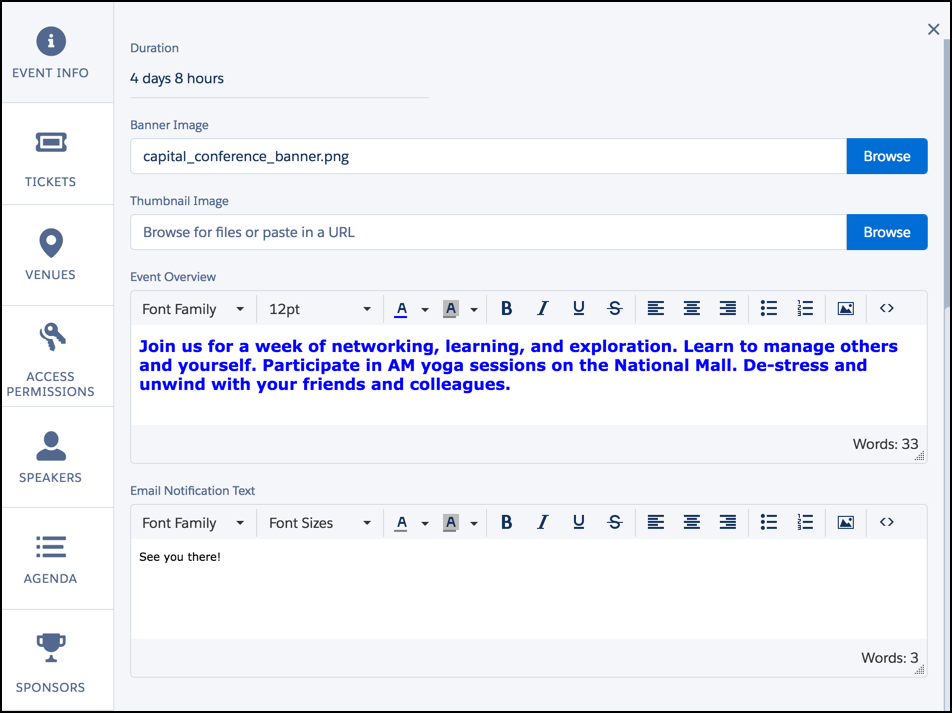 EVENT INFO
TICKETS
VENUES
ACCESS
PERMISSIONS
SPEAKERS
AGENDA
SPONSORS
Duration
4 days 8 hours
Banner Image
capital_conference_banner.png
Browse
Thumbnail Image
Browse for files or paste in a URL
Browse
Event Overview
Font Family 12pt A A B I U S
Join us for a week of networking, learning, and exploration. Learn to manage others
and yourself. Participate in AM yoga sessions on the National Mall. De-stress and
unwind with your friends and colleagues.
Words: 33
Email Notification Text
Font Family Font Sizes A A B I U S
See you there!
Words: 3